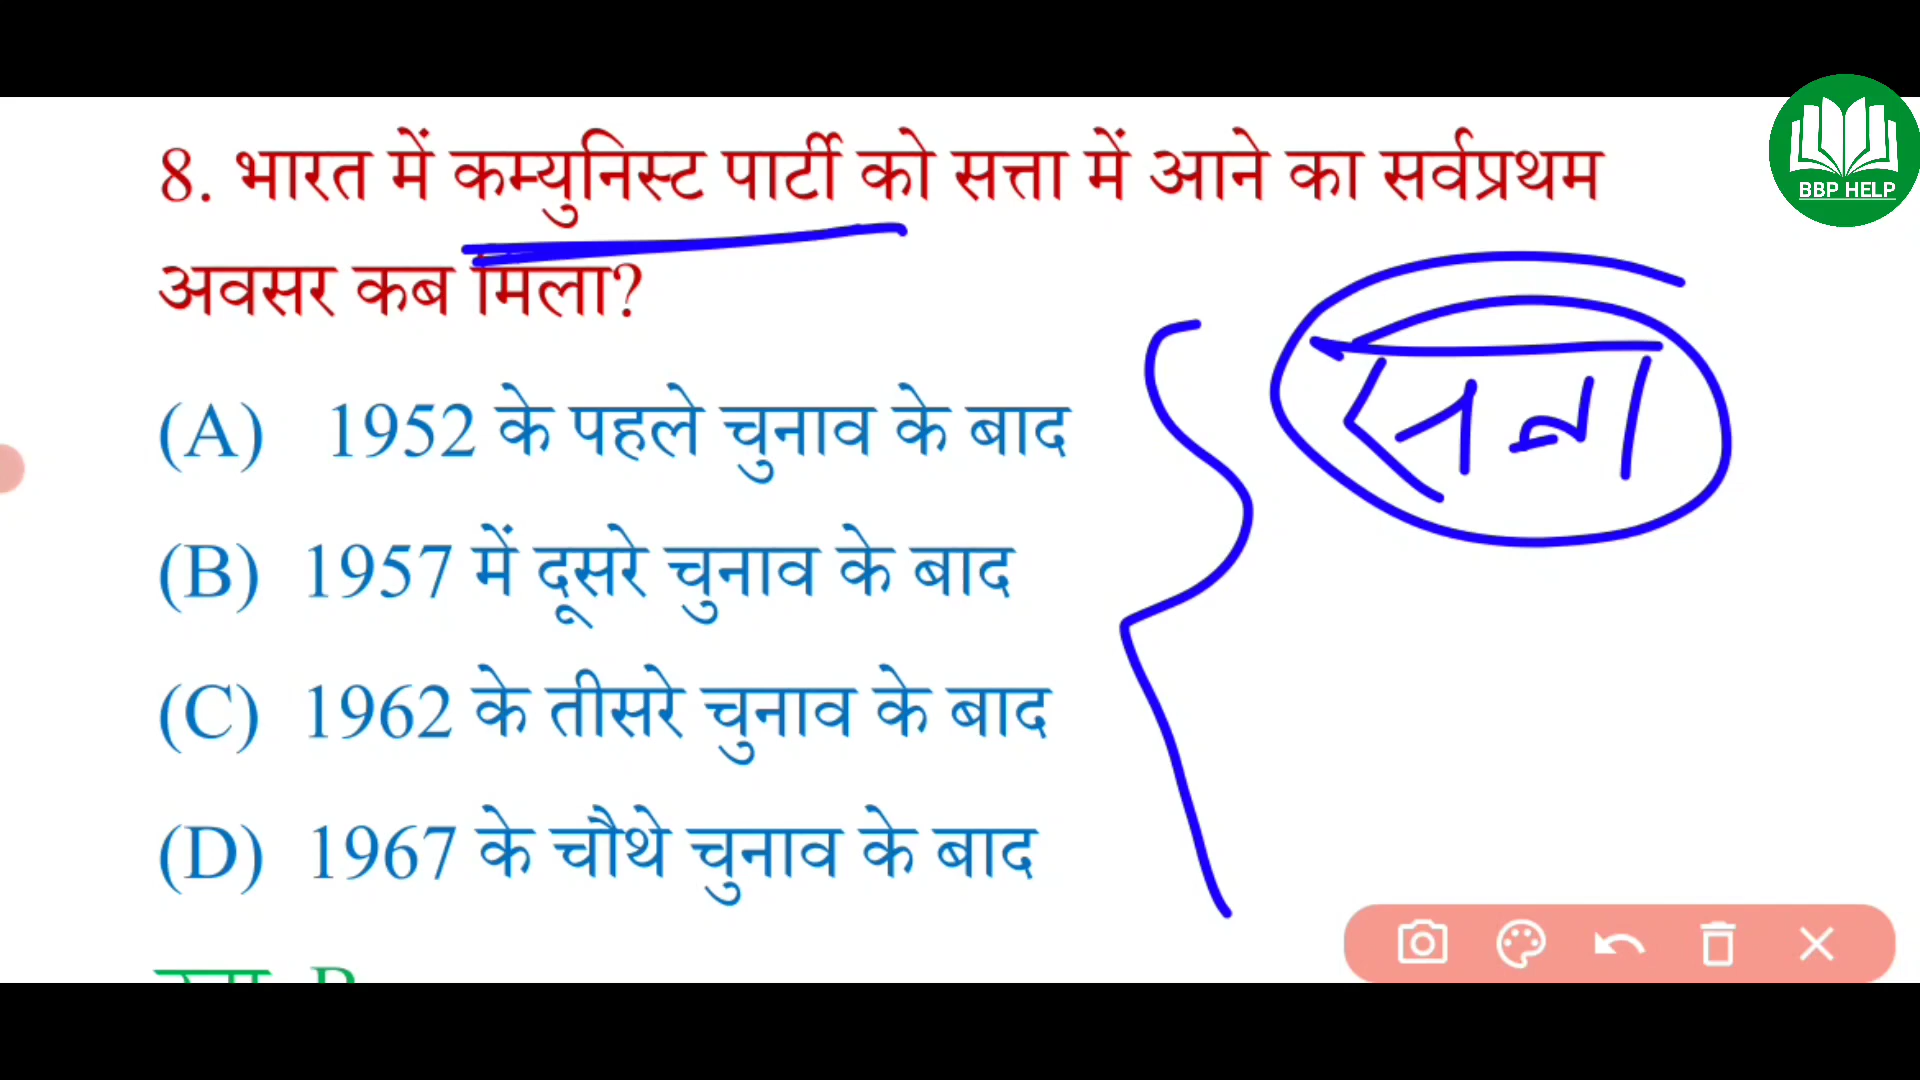 8. भारत में कम्युनिस्ट पार्टी को सत्ता में आने का सर्वप्रथम
अवसर कब मिला?
(A) 1952 के पहले चुनाव के बाद
(B) 1957 में दूसरे चुनाव के बाद
(C) 1962 के तीसरे चुनाव के बाद
(D) 1967 के चौथे चुनाव के बाद
BBP HELP